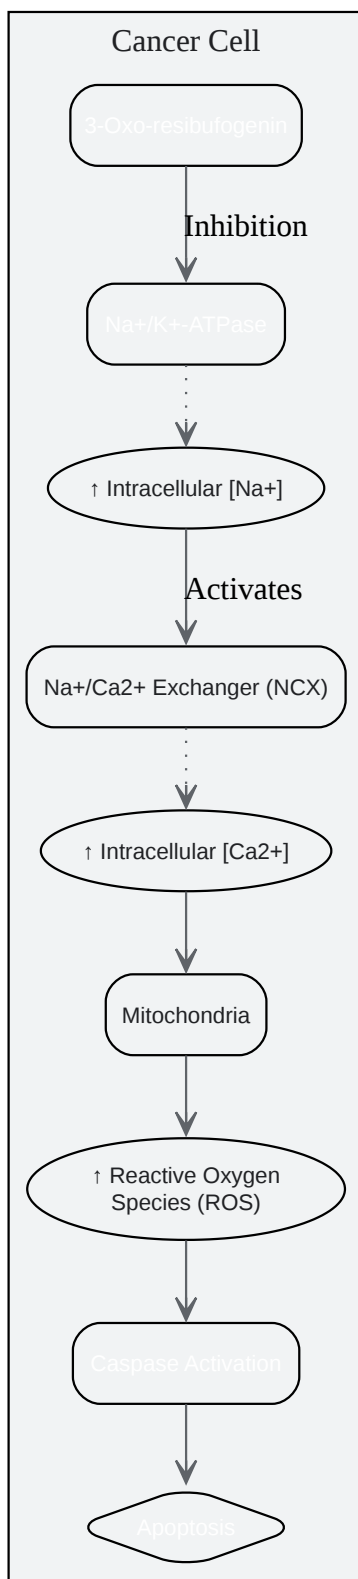 Cancer Cell
3-Oxo-resibufogenin
Inhibition
Na+/K+-ATPase
↑ Intracellular [Na+]
Activates
Na+/Ca2+ Exchanger (NCX)
↑ Intracellular [Ca2+]
Mitochondria
↑ Reactive Oxygen
Species (ROS)
Caspase Activation
Apoptosis